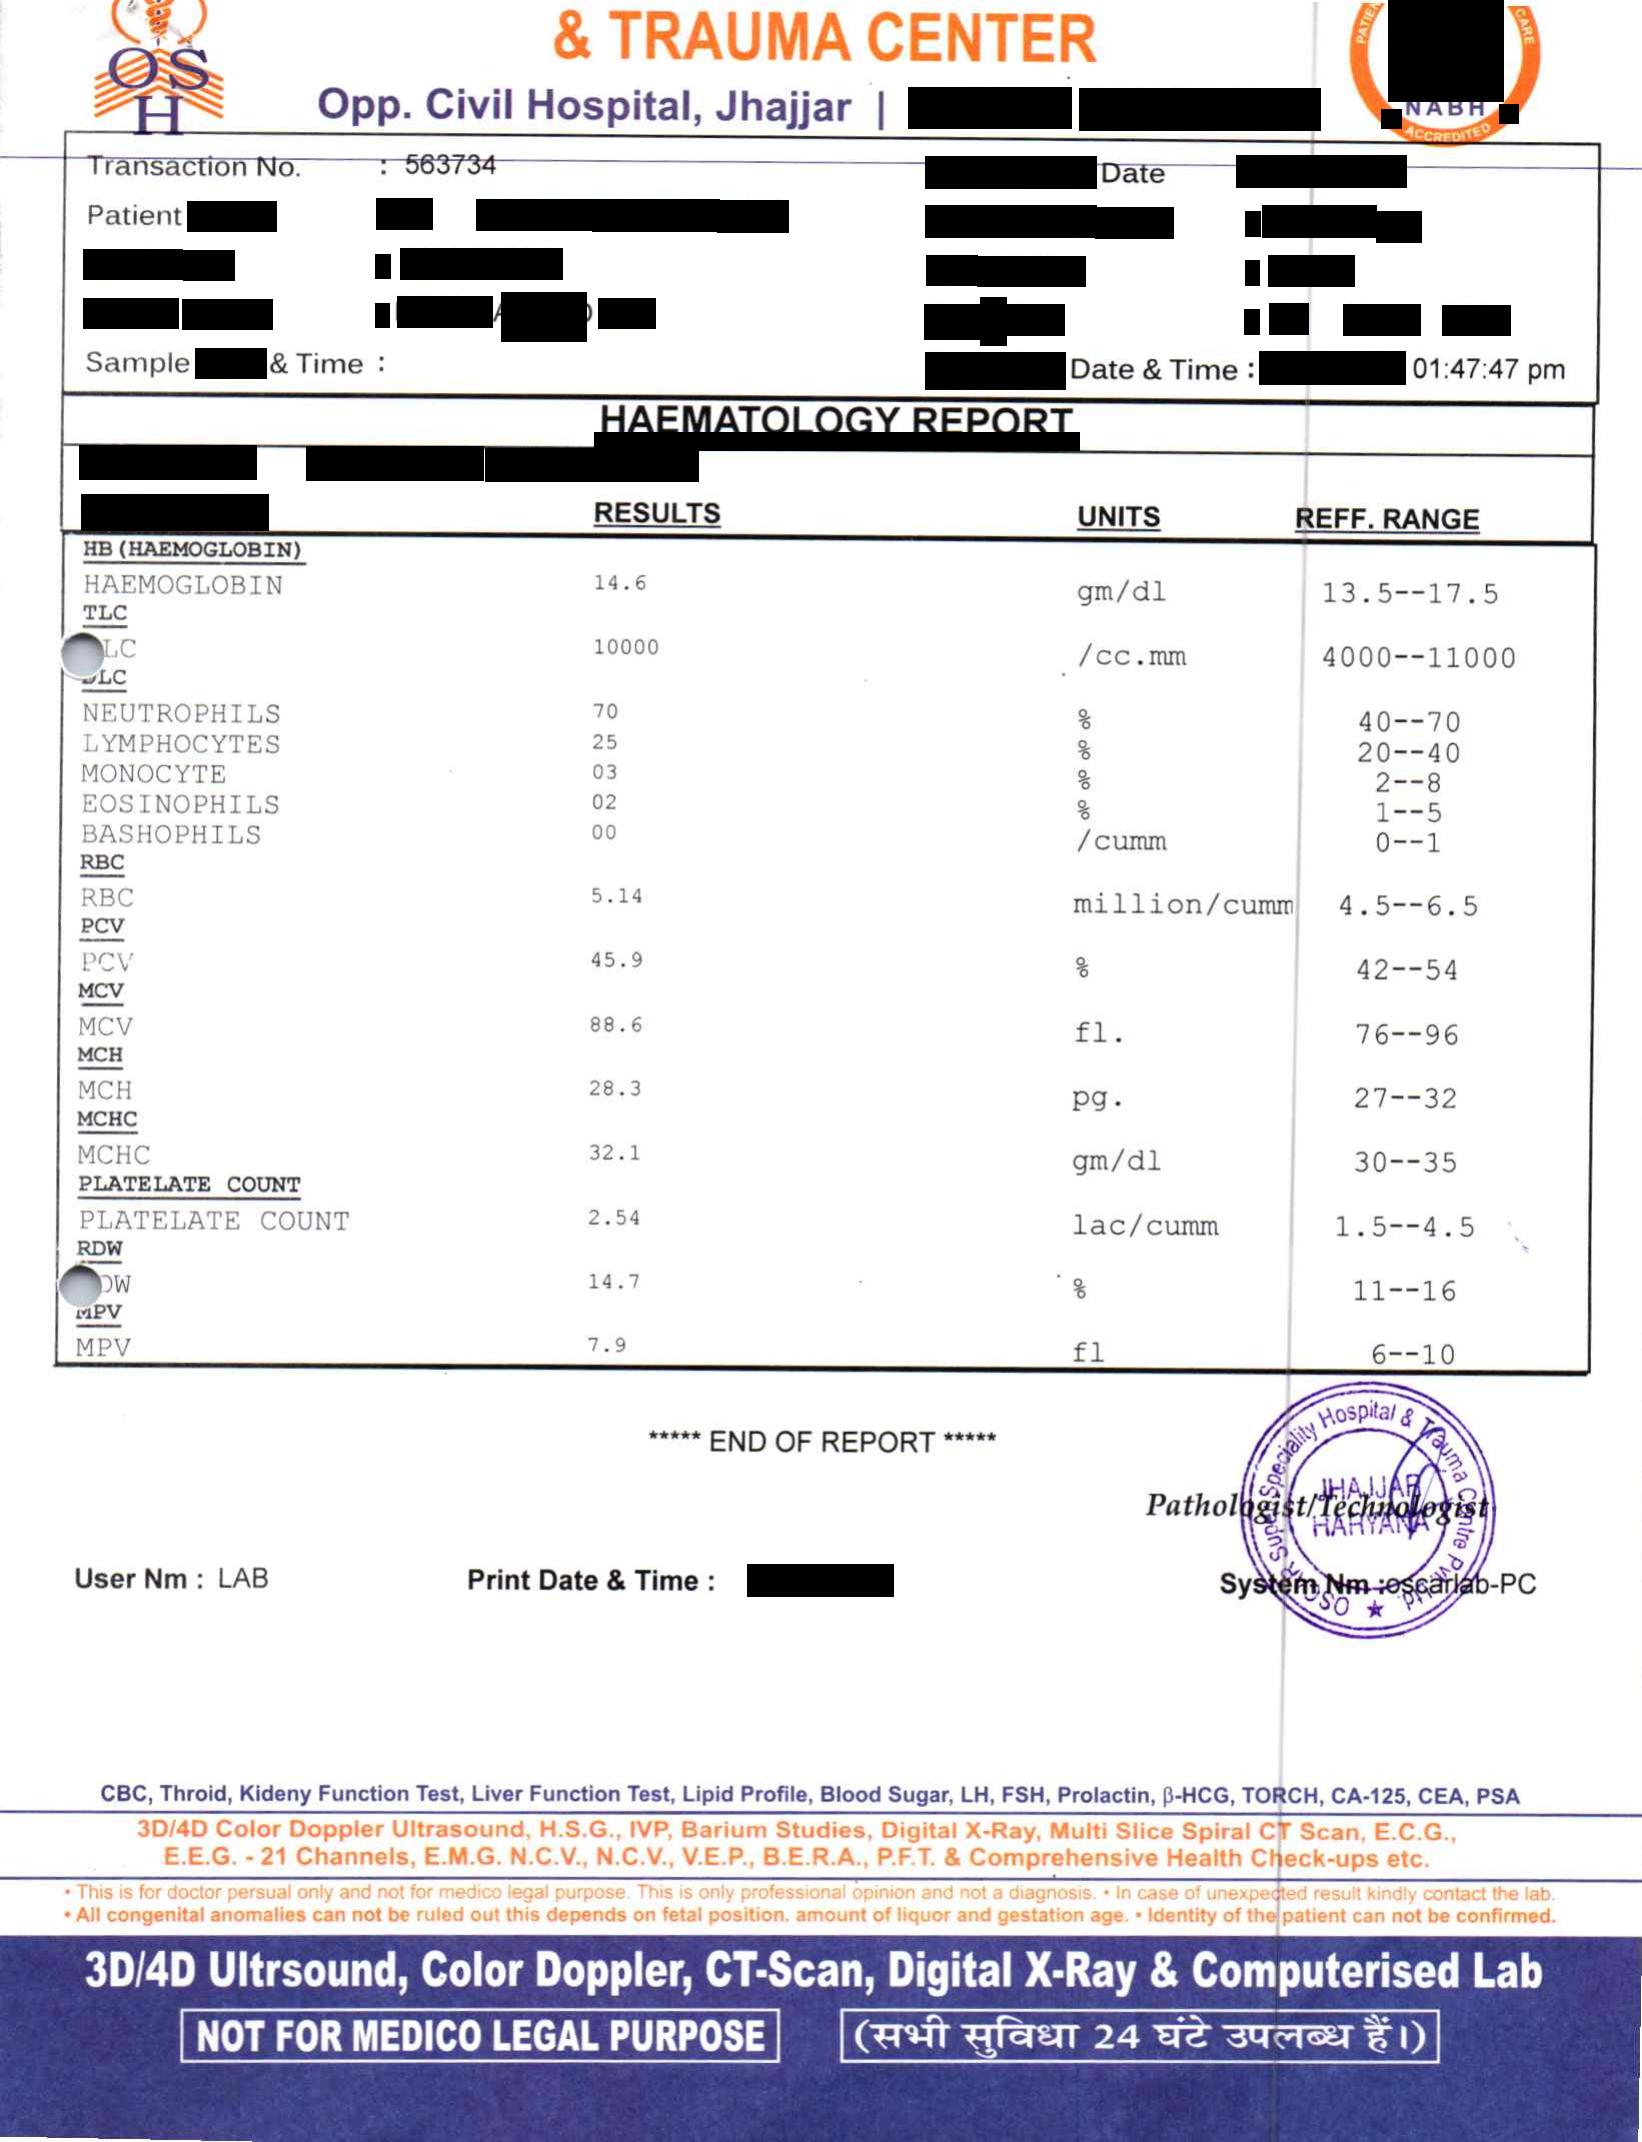 & TRAUMA CENTER
OSH
Opp. Civil Hospital, Jhajjar |
PATIEN CARE
NABH
ACCREDITED
Transaction No. : 563734 Date
Patient
Sample & Time : Date & Time : 01:47:47 pm
HAEMATOLOGY REPORT
RESULTS UNITS REFF. RANGE
HB (HAEMOGLOBIN)
HAEMOGLOBIN 14.6 gm/dl 13.5--17.5
TLC
LC 10000 /cc.mm 4000--11000
DLC
NEUTROPHILS 70 % 40--70
LYMPHOCYTES 25 % 20--40
MONOCYTE 03 % 2--8
EOSINOPHILS 02 % 1--5
BASHOPHILS 00 /cumm 0--1
RBC
RBC 5.14 million/cumm 4.5--6.5
PCV
PCV 45.9 % 42--54
MCV
MCV 88.6 fl. 76--96
MCH
MCH 28.3 pg. 27--32
MCHC
MCHC 32.1 gm/dl 30--35
PLATELATE COUNT
PLATELATE COUNT 2.54 lac/cumm 1.5--4.5
RDW
DW 14.7 % 11--16
MPV
MPV 7.9 fl 6--10
***** END OF REPORT *****
Pathologist/Technologist
OSCAR Super Speciality Hospital & Trauma Centre Pvt. Ltd.
JHAJJAR
HARYANA
User Nm : LAB Print Date & Time : System Nm :oscarlab-PC
CBC, Throid, Kideny Function Test, Liver Function Test, Lipid Profile, Blood Sugar, LH, FSH, Prolactin, β-HCG, TORCH, CA-125, CEA, PSA
3D/4D Color Doppler Ultrasound, H.S.G., IVP, Barium Studies, Digital X-Ray, Multi Slice Spiral CT Scan, E.C.G.,
E.E.G. - 21 Channels, E.M.G. N.C.V., N.C.V., V.E.P., B.E.R.A., P.F.T. & Comprehensive Health Check-ups etc.
• This is for doctor persual only and not for medico legal purpose. This is only professional opinion and not a diagnosis. • In case of unexpected result kindly contact the lab.
• All congenital anomalies can not be ruled out this depends on fetal position. amount of liquor and gestation age. • Identity of the patient can not be confirmed.
3D/4D Ultrsound, Color Doppler, CT-Scan, Digital X-Ray & Computerised Lab
NOT FOR MEDICO LEGAL PURPOSE (सभी सुविधा 24 घंटे उपलब्ध हैं।)